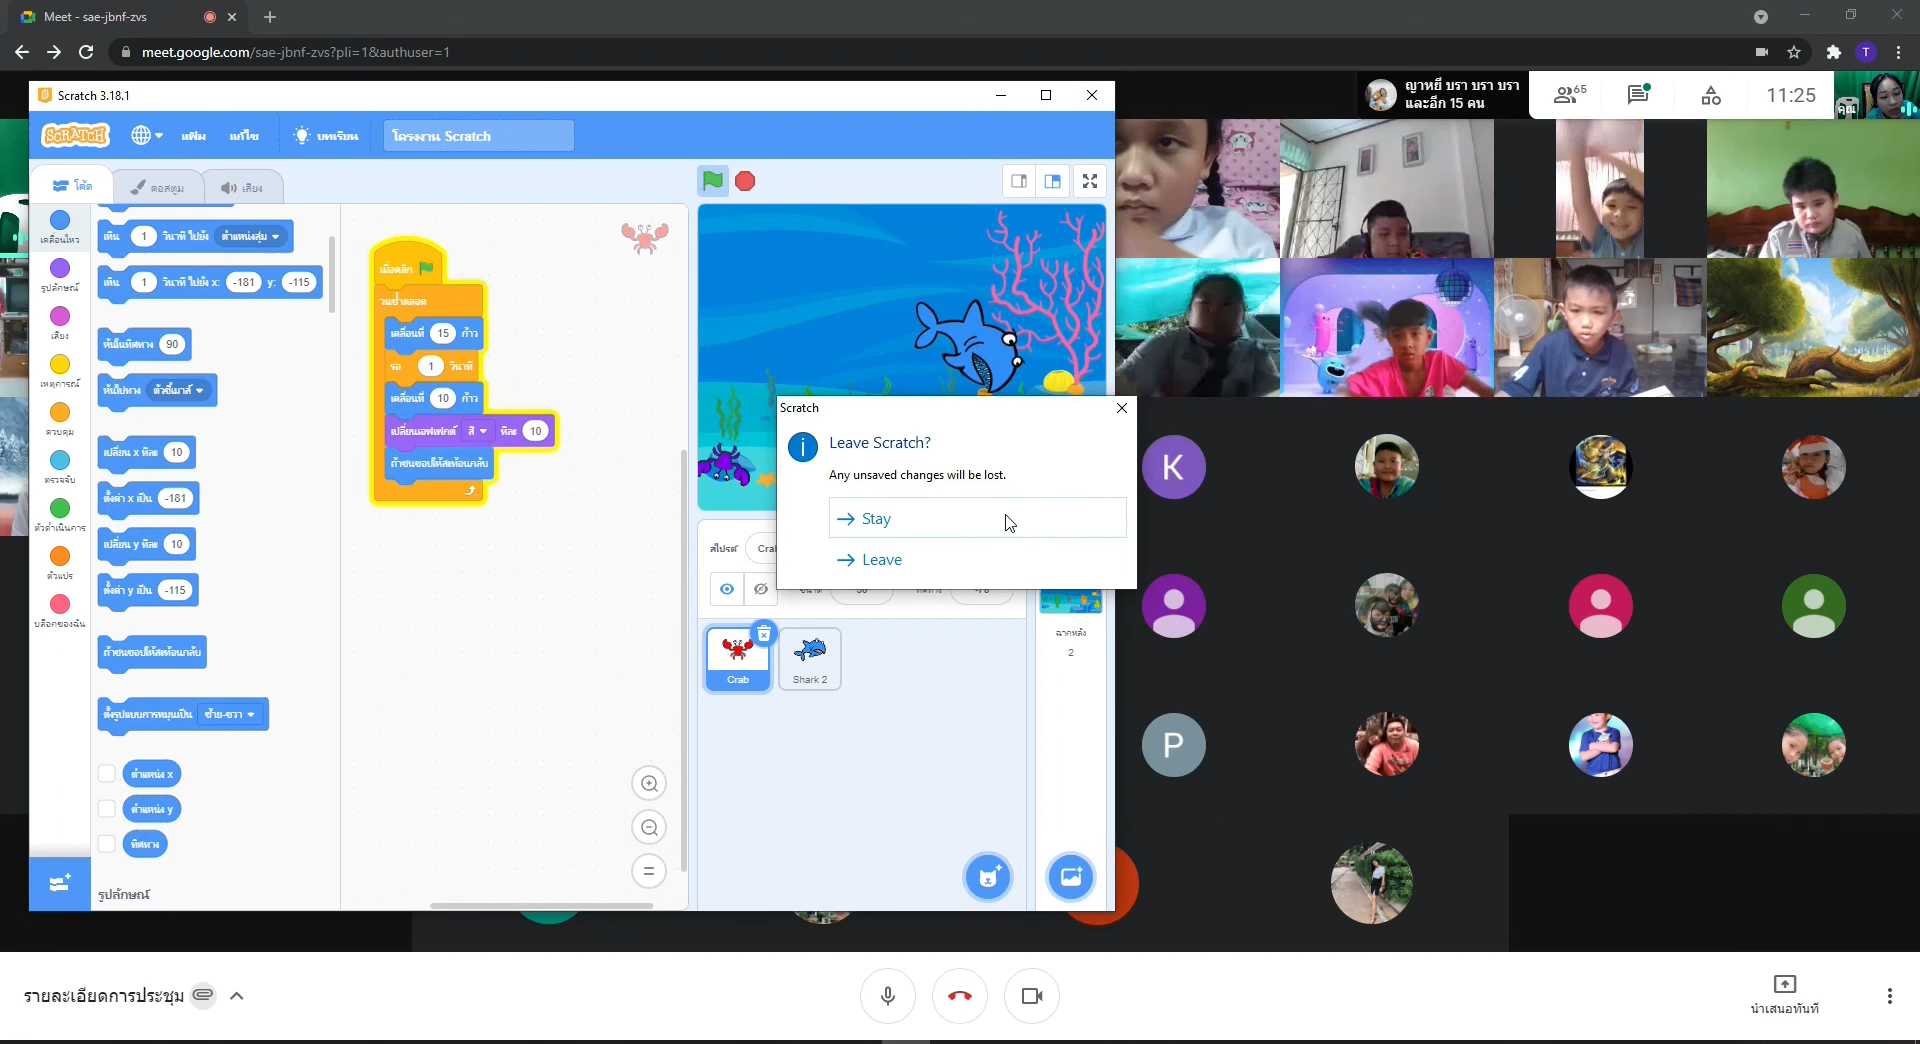 Meet - sae-jbnf-zvs
meet.google.com/sae-jbnf-zvs?pli=1&authuser=1
T
Scratch 3.18.1
ญาหยี บรา บรา บรา
และอีก 15 คน
65
11:25
คุณ
SCRATCH
แฟ้ม
แก้ไข
บทเรียน
โครงงาน Scratch
โค้ด
คอสตูม
เสียง
เคลื่อนไหว
รูปลักษณ์
เสียง
เหตุการณ์
ควบคุม
ตรวจจับ
ตัวดำเนินการ
ตัวแปร
บล็อกของฉัน
เดิน 1 วินาที ไปยัง ตำแหน่งสุ่ม
เดิน 1 วินาที ไปยัง x: -181 y: -115
หันในทิศทาง 90
หันไปทาง ตัวชี้เมาส์
เปลี่ยน x ทีละ 10
ตั้งค่า x เป็น -181
เปลี่ยน y ทีละ 10
ตั้งค่า y เป็น -115
ถ้าชนขอบให้สะท้อนกลับ
ตั้งรูปแบบการหมุนเป็น ซ้าย-ขวา
ตำแหน่ง x
ตำแหน่ง y
ทิศทาง
รูปลักษณ์
เมื่อคลิก
วนซ้ำตลอด
เคลื่อนที่ 15 ก้าว
รอ 1 วินาที
เคลื่อนที่ 10 ก้าว
เปลี่ยนเอฟเฟกต์ สี ทีละ 10
ถ้าชนขอบให้สะท้อนกลับ
Scratch
Leave Scratch?
Any unsaved changes will be lost.
Stay
Leave
สไปรต์
Crab
Shark 2
ฉากหลัง
2
K
P
รายละเอียดการประชุม
นำเสนอทันที